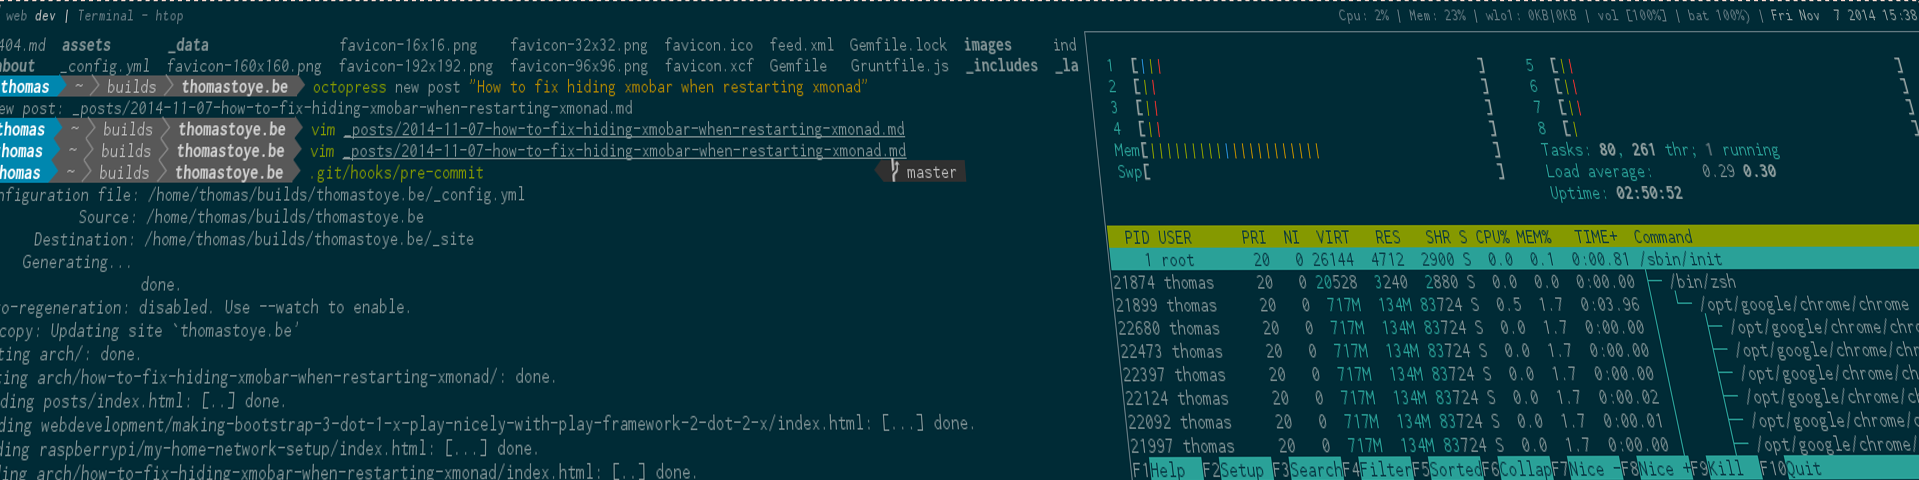 web dev | Terminal - htop
Cpu: 2% | Mem: 23% | wlo1: 0KB|0KB | vol [100%] | bat 100%) | Fri Nov 7 2014 15:38
404.md assets _data favicon-16x16.png favicon-32x32.png favicon.ico feed.xml Gemfile.lock images ind
about _config.yml favicon-160x160.png favicon-192x192.png favicon-96x96.png favicon.xcf Gemfile Gruntfile.js _includes _la
thomas ~ builds thomastoye.be octopress new post "How to fix hiding xmobar when restarting xmonad"
ew post: _posts/2014-11-07-how-to-fix-hiding-xmobar-when-restarting-xmonad.md
thomas ~ builds thomastoye.be vim _posts/2014-11-07-how-to-fix-hiding-xmobar-when-restarting-xmonad.md
thomas ~ builds thomastoye.be vim _posts/2014-11-07-how-to-fix-hiding-xmobar-when-restarting-xmonad.md
homas ~ builds thomastoye.be .git/hooks/pre-commit master
nfiguration file: /home/thomas/builds/thomastoye.be/_config.yml
Source: /home/thomas/builds/thomastoye.be
Destination: /home/thomas/builds/thomastoye.be/_site
Generating...
done.
to-regeneration: disabled. Use --watch to enable.
copy: Updating site `thomastoye.be'
ting arch/: done.
ting arch/how-to-fix-hiding-xmobar-when-restarting-xmonad/: done.
ding posts/index.html: [..] done.
ding webdevelopment/making-bootstrap-3-dot-1-x-play-nicely-with-play-framework-2-dot-2-x/index.html: [...] done.
ding raspberrypi/my-home-network-setup/index.html: [...] done.
ding arch/how-to-fix-hiding-xmobar-when-restarting-xmonad/index.html: [..] done.
1 [||| ] 5 [|| ]
2 [|| ] 6 [|| ]
3 [|| ] 7 [|| ]
4 [|| ] 8 [| ]
Mem[||||||||||||||||||||| ] Tasks: 80, 261 thr; 1 running
Swp[ ] Load average: 0.29 0.30
Uptime: 02:50:52
PID USER PRI NI VIRT RES SHR S CPU% MEM% TIME+ Command
1 root 20 0 26144 4712 2900 S 0.0 0.1 0:00.81 /sbin/init
21874 thomas 20 0 20528 3240 2880 S 0.0 0.0 0:00.00 ├─ /bin/zsh
21899 thomas 20 0 717M 134M 83724 S 0.5 1.7 0:03.96 └─ /opt/google/chrome/chrome
22680 thomas 20 0 717M 134M 83724 S 0.0 1.7 0:00.00 ├─ /opt/google/chrome/chro
22473 thomas 20 0 717M 134M 83724 S 0.0 1.7 0:00.00 ├─ /opt/google/chrome/chr
22397 thomas 20 0 717M 134M 83724 S 0.0 1.7 0:00.00 ├─ /opt/google/chrome/chr
22124 thomas 20 0 717M 134M 83724 S 0.0 1.7 0:00.02 ├─ /opt/google/chrome/ch
22092 thomas 20 0 717M 134M 83724 S 0.0 1.7 0:00.01 ├─ /opt/google/chrome/ch
21997 thomas 20 0 717M 134M 83724 S 0.0 1.7 0:00.00 ├─ /opt/google/chrome/
F1Help F2Setup F3SearchF4FilterF5SortedF6CollapF7Nice -F8Nice +F9Kill F10Quit